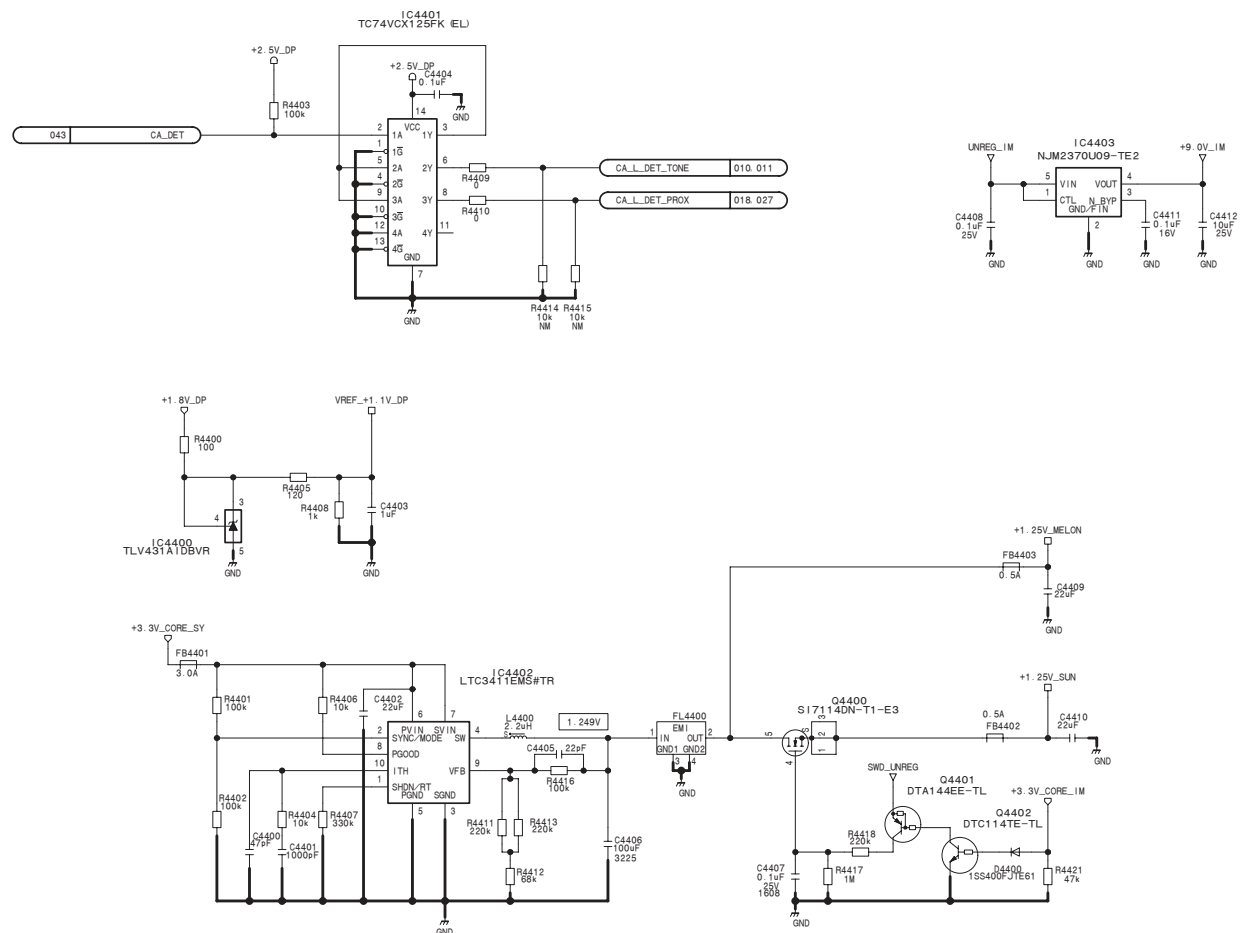 IC4401
TC74VCX125FK (EL)
+2.5V_DP
R4403
100k
043 CA_DET
+2.5V_DP
C4404
0.1uF
GND
14
VCC
2 1A 1Y 3
1 1G
5 2A 2Y 6
4 2G
9 3A 3Y 8
10 3G
12 4A 4Y 11
13 4G
GND
7
GND
R4409
0
R4410
0
CA_L_DET_TONE 010.011
CA_L_DET_PROX 018.027
R4414
10k
NM
R4415
10k
NM
UNREG_IM
IC4403
NJM2370U09-TE2
+9.0V_IM
5 VIN VOUT 4
1 CTL N_BYP 3
GND/FIN
2
C4408
0.1uF
25V
GND
GND
C4411
0.1uF
16V
GND
C4412
10uF
25V
GND
+1.8V_DP
VREF_+1.1V_DP
R4400
100
R4405
120
R4408
1k
C4403
1uF
3
4
5
IC4400
TLV431AIDBVR
GND
GND
+3.3V_CORE_SY
FB4401
3.0A
R4401
100k
R4406
10k
C4402
22uF
IC4402
LTC3411EMS#TR
6 7
PVIN SVIN
2 SYNC/MODE SW 4
8 PGOOD
10 ITH VFB 9
1 SHDN/RT
PGND SGND
5 3
R4402
100k
C4400
47pF
R4404
10k
C4401
1000pF
R4407
330k
GND
L4400
2.2uH
S
1.249V
C4405 22pF
R4416
100k
R4411
220k
R4413
220k
R4412
68k
C4406
100uF
3225
FL4400
EMI
1 IN OUT 2
GND1 GND2
3 4
GND
+1.25V_MELON
FB4403
0.5A
C4409
22uF
GND
Q4400
SI7114DN-T1-E3
5
S
3
2
1
4
0.5A
FB4402
+1.25V_SUN
C4410
22uF
GND
SWD_UNREG
Q4401
DTA144EE-TL
Q4402
DTC114TE-TL
+3.3V_CORE_IM
R4418
220k
C4407
0.1uF
25V
1608
R4417
1M
D4400
1SS400FJTE61
R4421
47k
GND